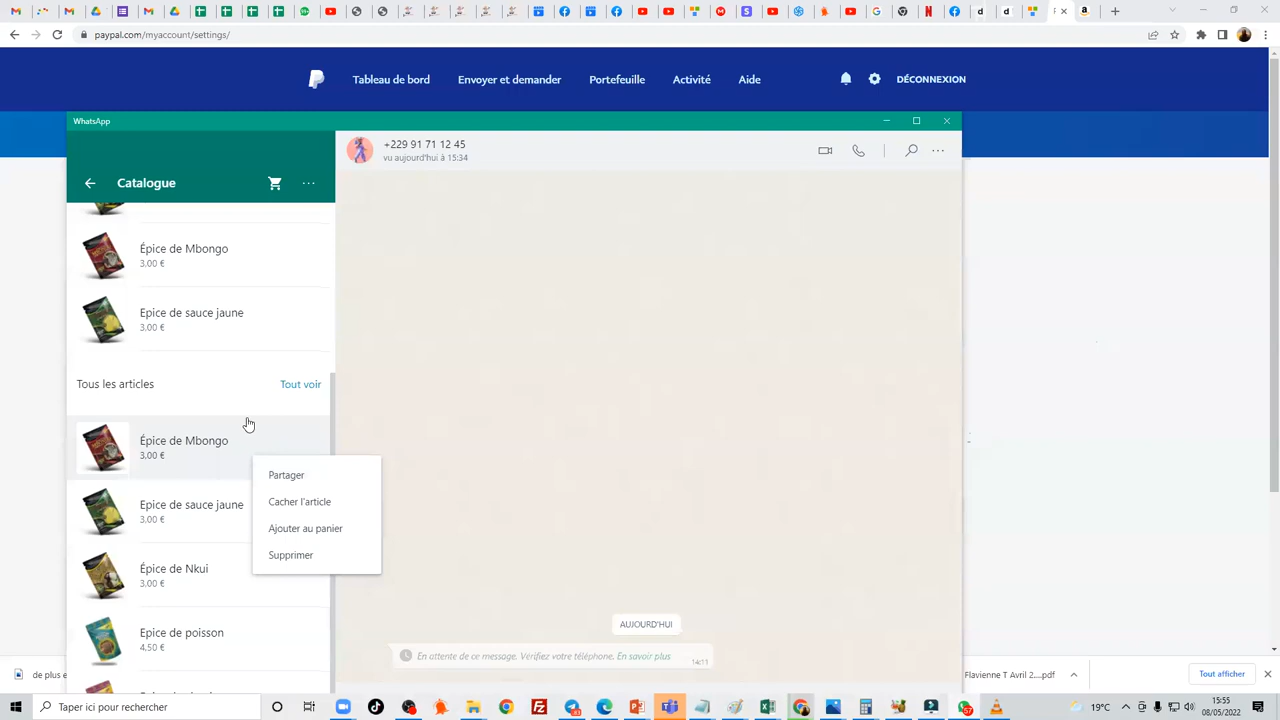 paypal.com/myaccount/settings/
Tableau de bord
Envoyer et demander
Portefeuille
Activité
Aide
DÉCONNEXION
WhatsApp
+229 91 71 12 45
vu aujourd'hui à 15:34
Catalogue
Épice de Mbongo
3,00 €
Epice de sauce jaune
3,00 €
Tous les articles
Tout voir
Épice de Mbongo
3,00 €
Partager
Cacher l'article
Ajouter au panier
Supprimer
Epice de sauce jaune
3,00 €
Épice de Nkui
3,00 €
Epice de poisson
4,50 €
AUJOURD'HUI
En attente de ce message. Vérifiez votre téléphone. En savoir plus
14:11
de plus e
Flavienne T Avril 2....pdf
Tout afficher
Taper ici pour rechercher
19°C
15:55
08/05/2022